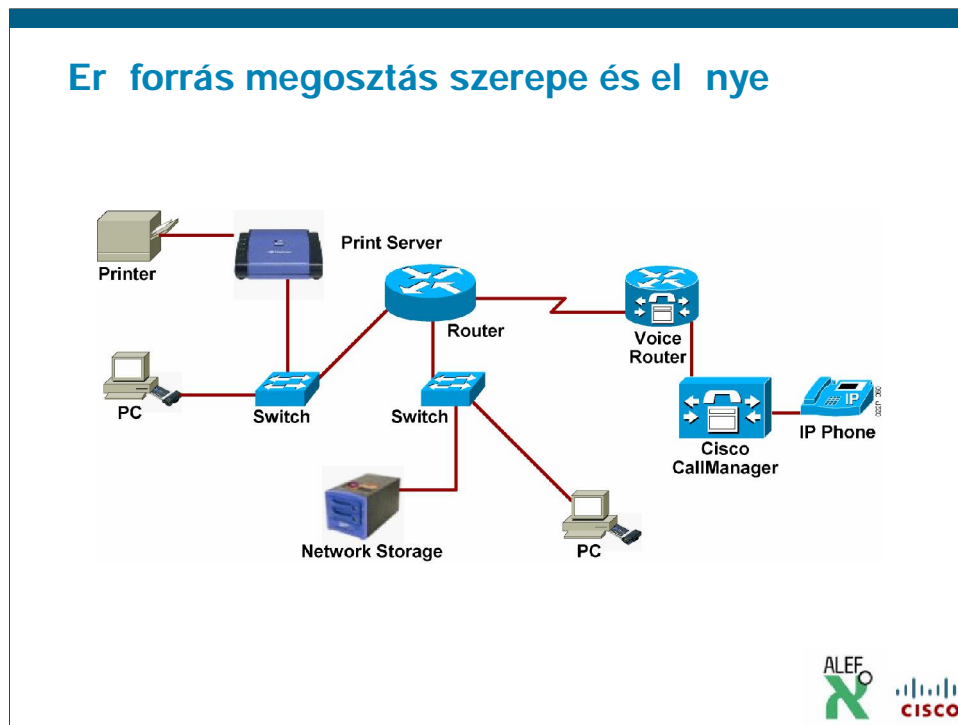 Er forrás megosztás szerepe és el nye
Printer
Print Server
Router
Voice
Router
PC
Switch
Switch
IP
IP Phone
Cisco
CallManager
Network Storage
PC
ALEF
CISCO